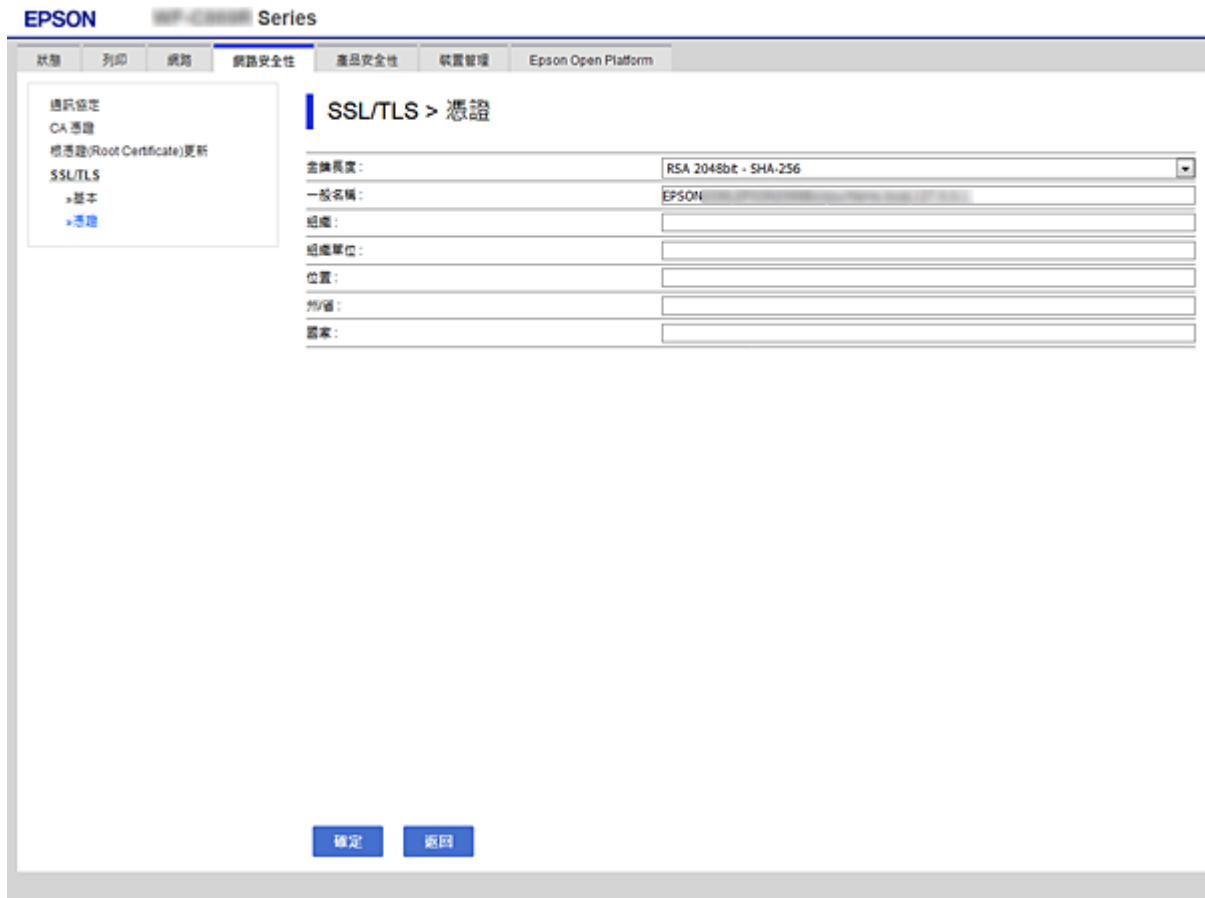 EPSON
Series
狀態 列印 網路 網路安全性 產品安全性 裝置管理 Epson Open Platform
通訊協定
CA 憑證
根憑證(Root Certificate)更新
SSL/TLS
»基本
»憑證
SSL/TLS > 憑證
金鑰長度 : RSA 2048bit - SHA-256
一般名稱 : EPSON
組織 :
組織單位 :
位置 :
州/省 :
國家 :
確定 返回